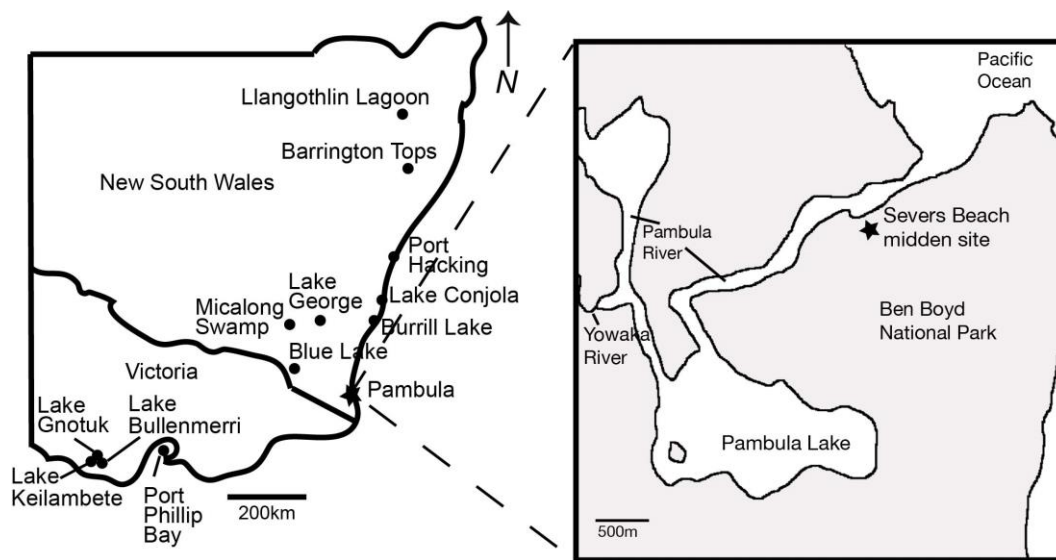 N
Llangothlin Lagoon
Barrington Tops
New South Wales
Port
Hacking
Lake
George
Lake Conjola
Micalong
Swamp
Burrill Lake
Blue Lake
Pambula
Victoria
Lake
Gnotuk
Lake
Bullenmerri
Lake
Keilambete
Port
Phillip
Bay
200km
Pacific
Ocean
Severs Beach
midden site
Pambula
River
Ben Boyd
National Park
Yowaka
River
Pambula Lake
500m